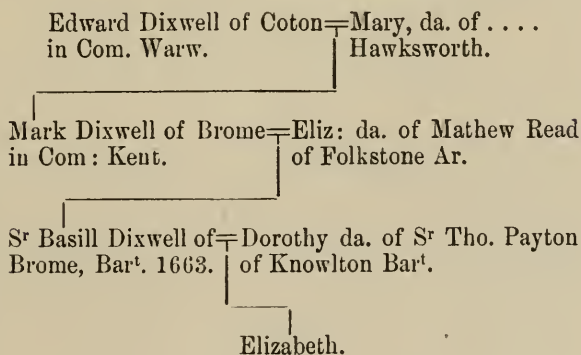 Edward Dixwell of Coton=Mary, da. of ....
in Com. Warw. Hawksworth.
Mark Dixwell of Brome=Eliz: da. of Mathew Read
in Com: Kent. of Folkstone Ar.
Sʳ Basill Dixwell of=Dorothy da. of Sʳ Tho. Payton
Brome, Barᵗ. 1663. of Knowlton Barᵗ.
Elizabeth.